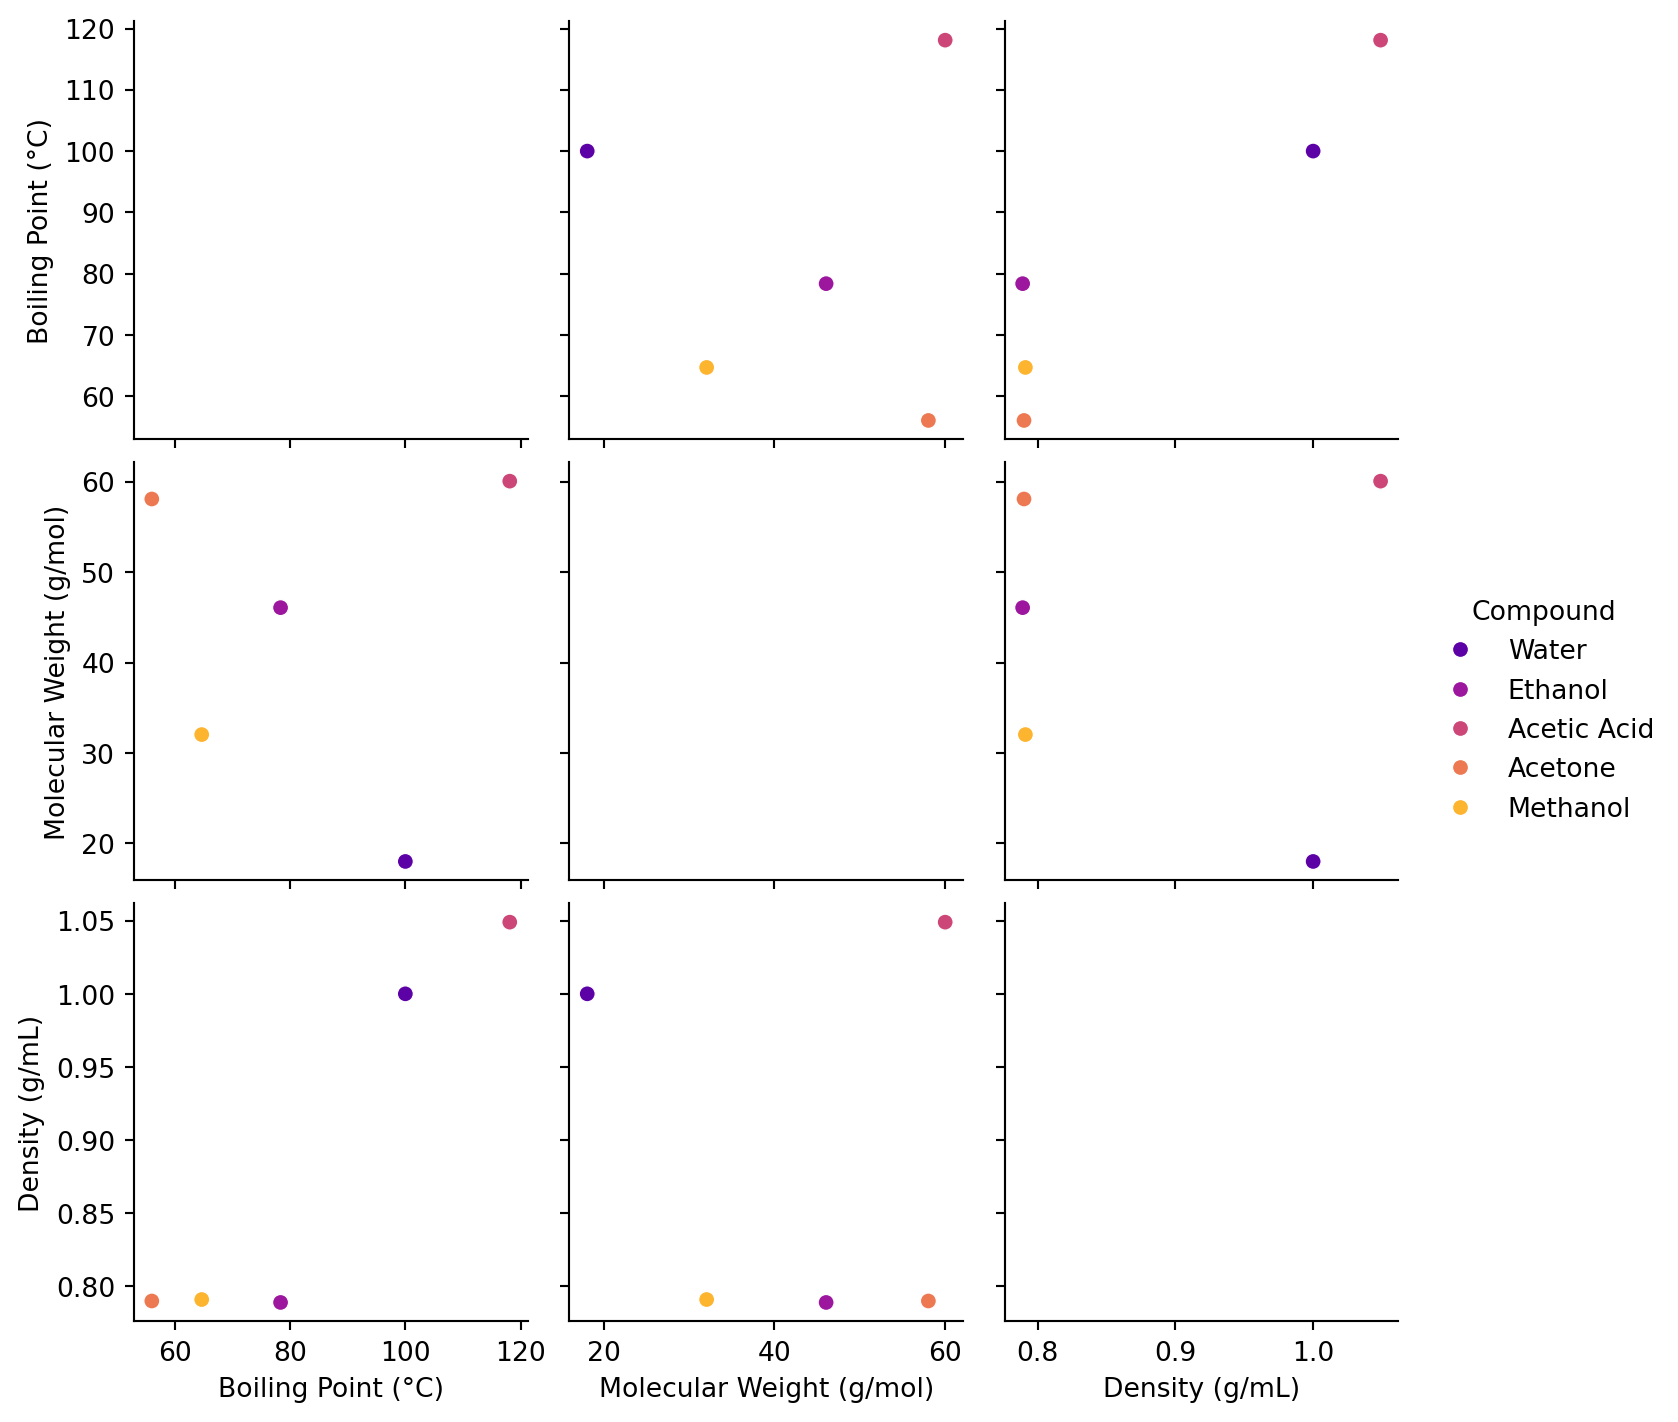 120
110
100
90
80
70
60
Boiling Point (°C)
60
50
40
30
20
Molecular Weight (g/mol)
Compound
Water
Ethanol
Acetic Acid
Acetone
Methanol
1.05
1.00
0.95
0.90
0.85
0.80
Density (g/mL)
60 80 100 120
20 40 60
0.8 0.9 1.0
Boiling Point (°C)
Molecular Weight (g/mol)
Density (g/mL)